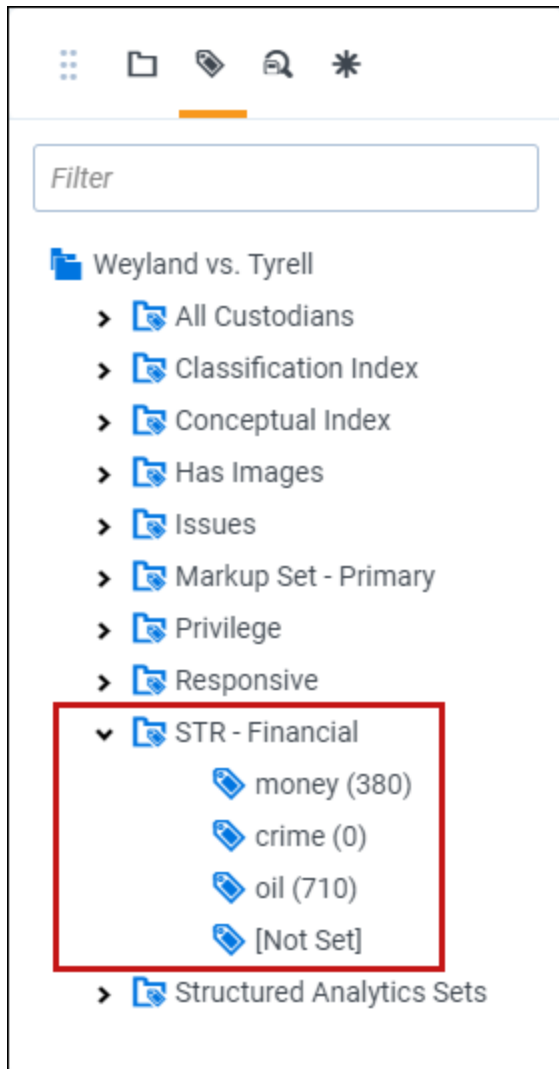 Filter
Weyland vs. Tyrell
All Custodians
Classification Index
Conceptual Index
Has Images
Issues
Markup Set - Primary
Privilege
Responsive
STR - Financial
money (380)
crime (0)
oil (710)
[Not Set]
Structured Analytics Sets